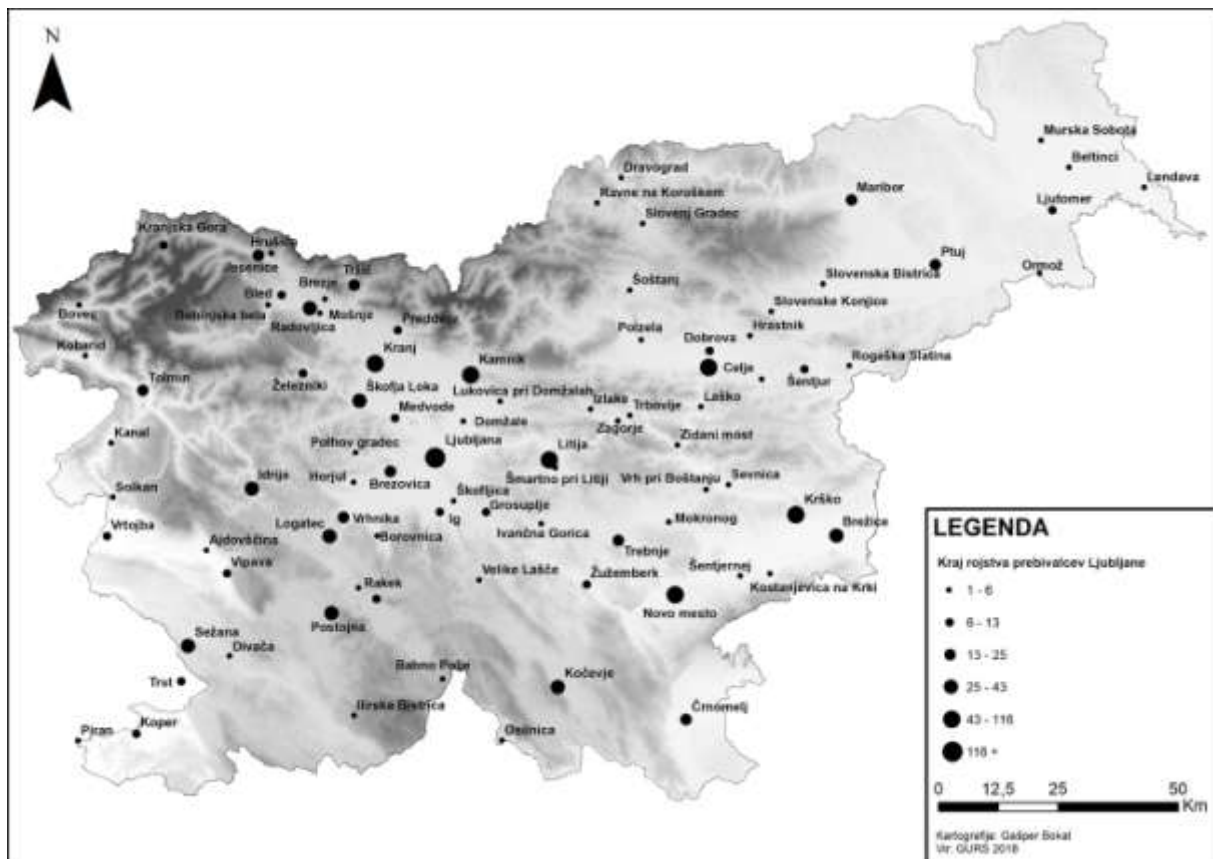 N
Murska Sobota
Beltinci
Lendava
Dravograd
Ravne na Koroškem
Maribor
Ljutomer
Slovenj Gradec
Kranjska Gora
Hrušica
Jesenice
Tržič
Ptuj
Ormož
Slovenska Bistrica
Šoštanj
Bled
Brezje
Bovec
Radovljica
Mošnje
Slovenske Konjice
Preddvor
Polzela
Hrastnik
Dobrova
Kobarid
Kranj
Kamnik
Rogaška Slatina
Celje
Šentjur
Tolmin
Železniki
Škofja Loka
Lukovica pri Domžalah
Izlake
Trbovlje
Laško
Medvode
Domžale
Zagorje
Kanal
Polhov gradec
Ljubljana
Litija
Zidani most
Šmartno pri Litiji
Idrija
Horjul
Brezovica
Vrh pri Boštanju
Sevnica
Solkan
Škofljica
Grosuplje
Krško
Brežice
Vrtojba
Logatec
Vrhnika
Ig
Borovnica
Ivančna Gorica
Mokronog
Ajdovščina
Trebnje
Vipava
Velike Lašče
Žužemberk
Šentjernej
Kostanjevica na Krki
Rakek
Postojna
Novo mesto
Sežana
Divača
Babno Polje
Kočevje
Trst
Ilirska Bistrica
Črnomelj
Piran
Koper
Osilnica
LEGENDA
Kraj rojstva prebivalcev Ljubljane
1 - 6
6 - 13
13 - 25
25 - 43
43 - 116
116 +
0 12,5 25 50
Km
Kartografija: Gašper Bokal
Vir: GURS 2018